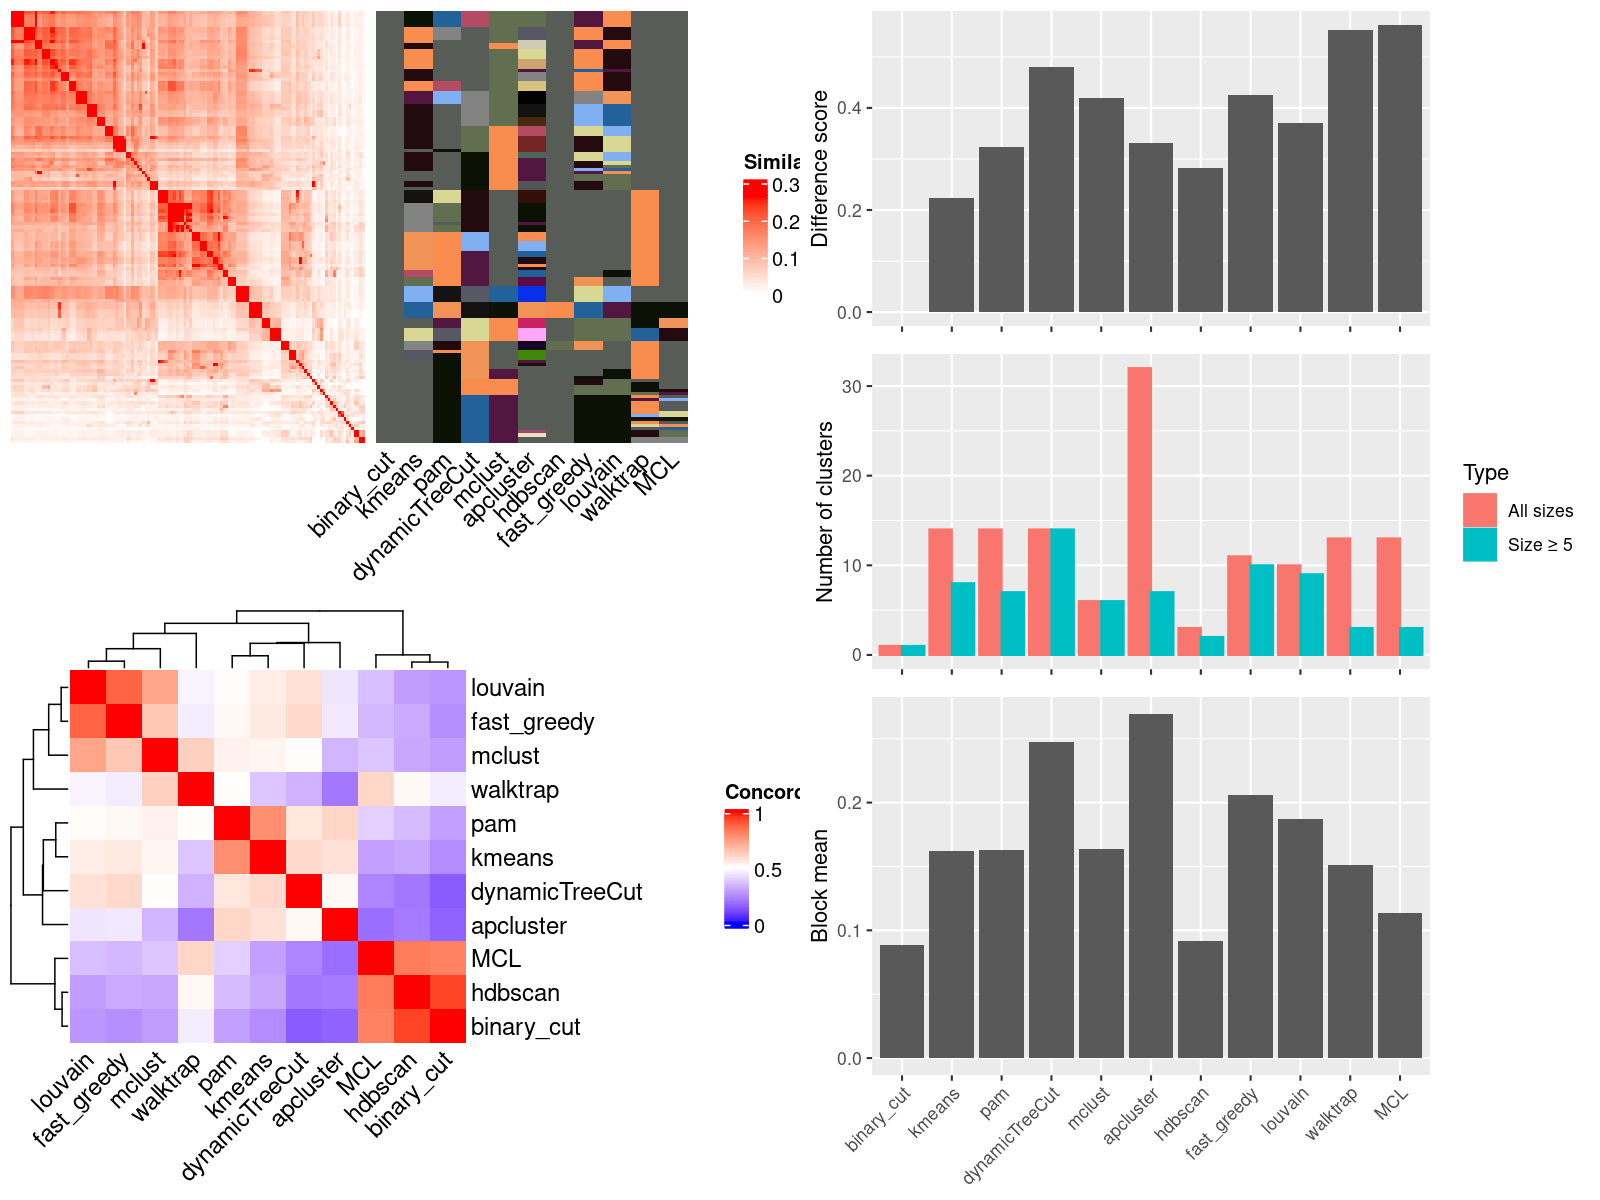 binary_cut
kmeans
pam
dynamicTreeCut
mclust
apcluster
hdbscan
fast_greedy
louvain
walktrap
MCL
Simila
0.3
0.2
0.1
0
louvain
fast_greedy
mclust
walktrap
pam
kmeans
dynamicTreeCut
apcluster
MCL
hdbscan
binary_cut
louvain
fast_greedy
mclust
walktrap
pam
kmeans
dynamicTreeCut
apcluster
MCL
hdbscan
binary_cut
Concord
1
0.5
0
Difference score
0.4
0.2
0.0
Number of clusters
30
20
10
0
Type
All sizes
Size ≥ 5
Block mean
0.2
0.1
0.0
binary_cut
kmeans
pam
dynamicTreeCut
mclust
apcluster
hdbscan
fast_greedy
louvain
walktrap
MCL